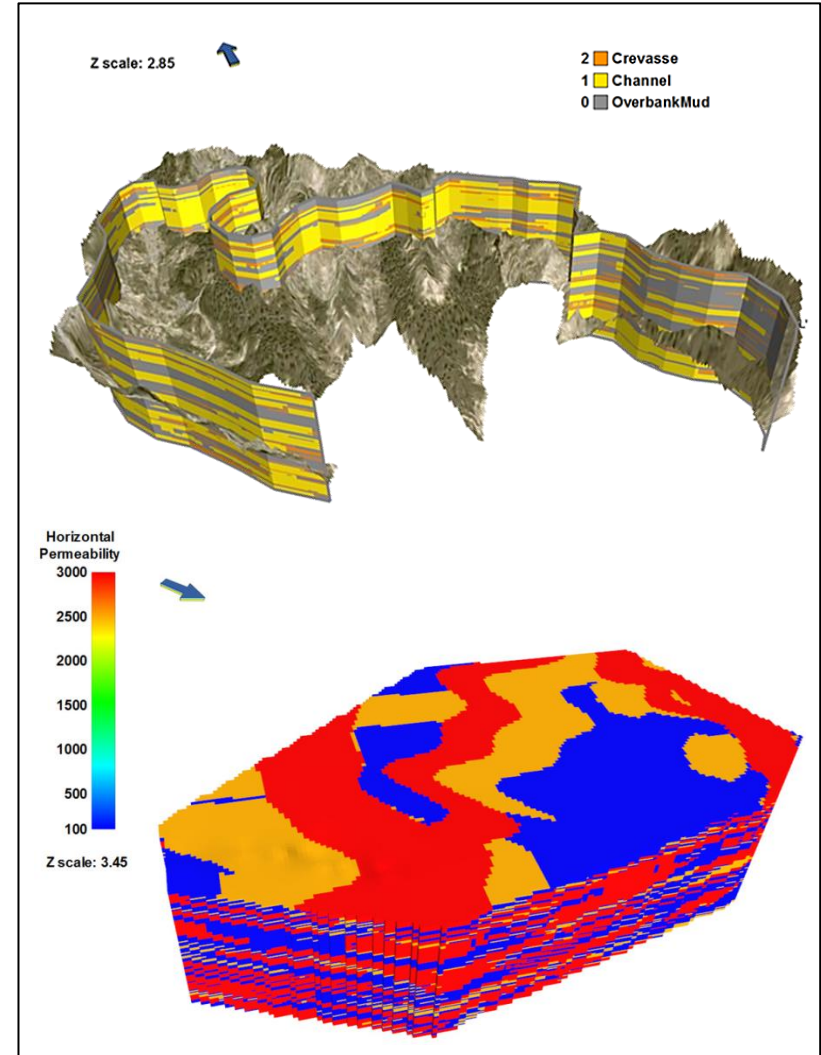 Z scale: 2.85
2 Crevasse
1 Channel
0 OverbankMud
L'
Horizontal
Permeability
3000
2500
2000
1500
1000
500
100
Z scale: 3.45